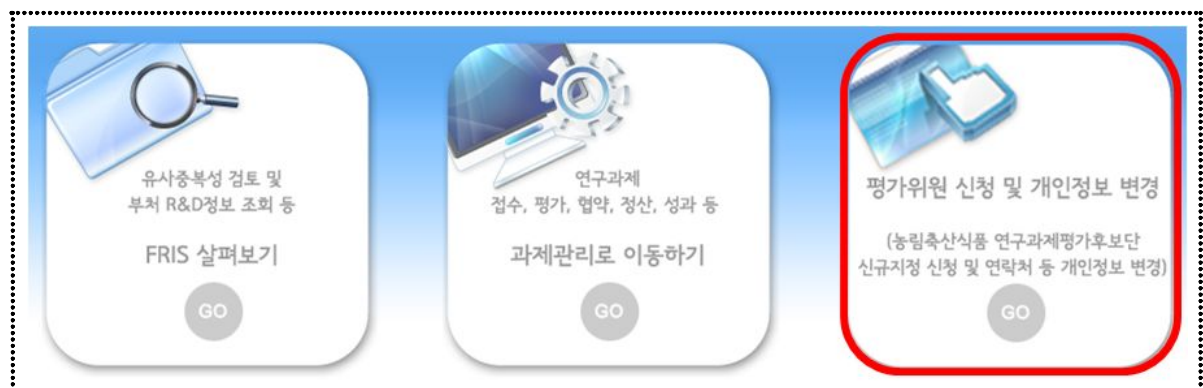 유사중복성 검토 및
부처 R&D정보 조회 등
FRIS 살펴보기
GO
연구과제
접수, 평가, 협약, 정산, 성과 등
과제관리로 이동하기
GO
평가위원 신청 및 개인정보 변경
(농림축산식품 연구과제평가후보단
신규지정 신청 및 연락처 등 개인정보 변경)
GO